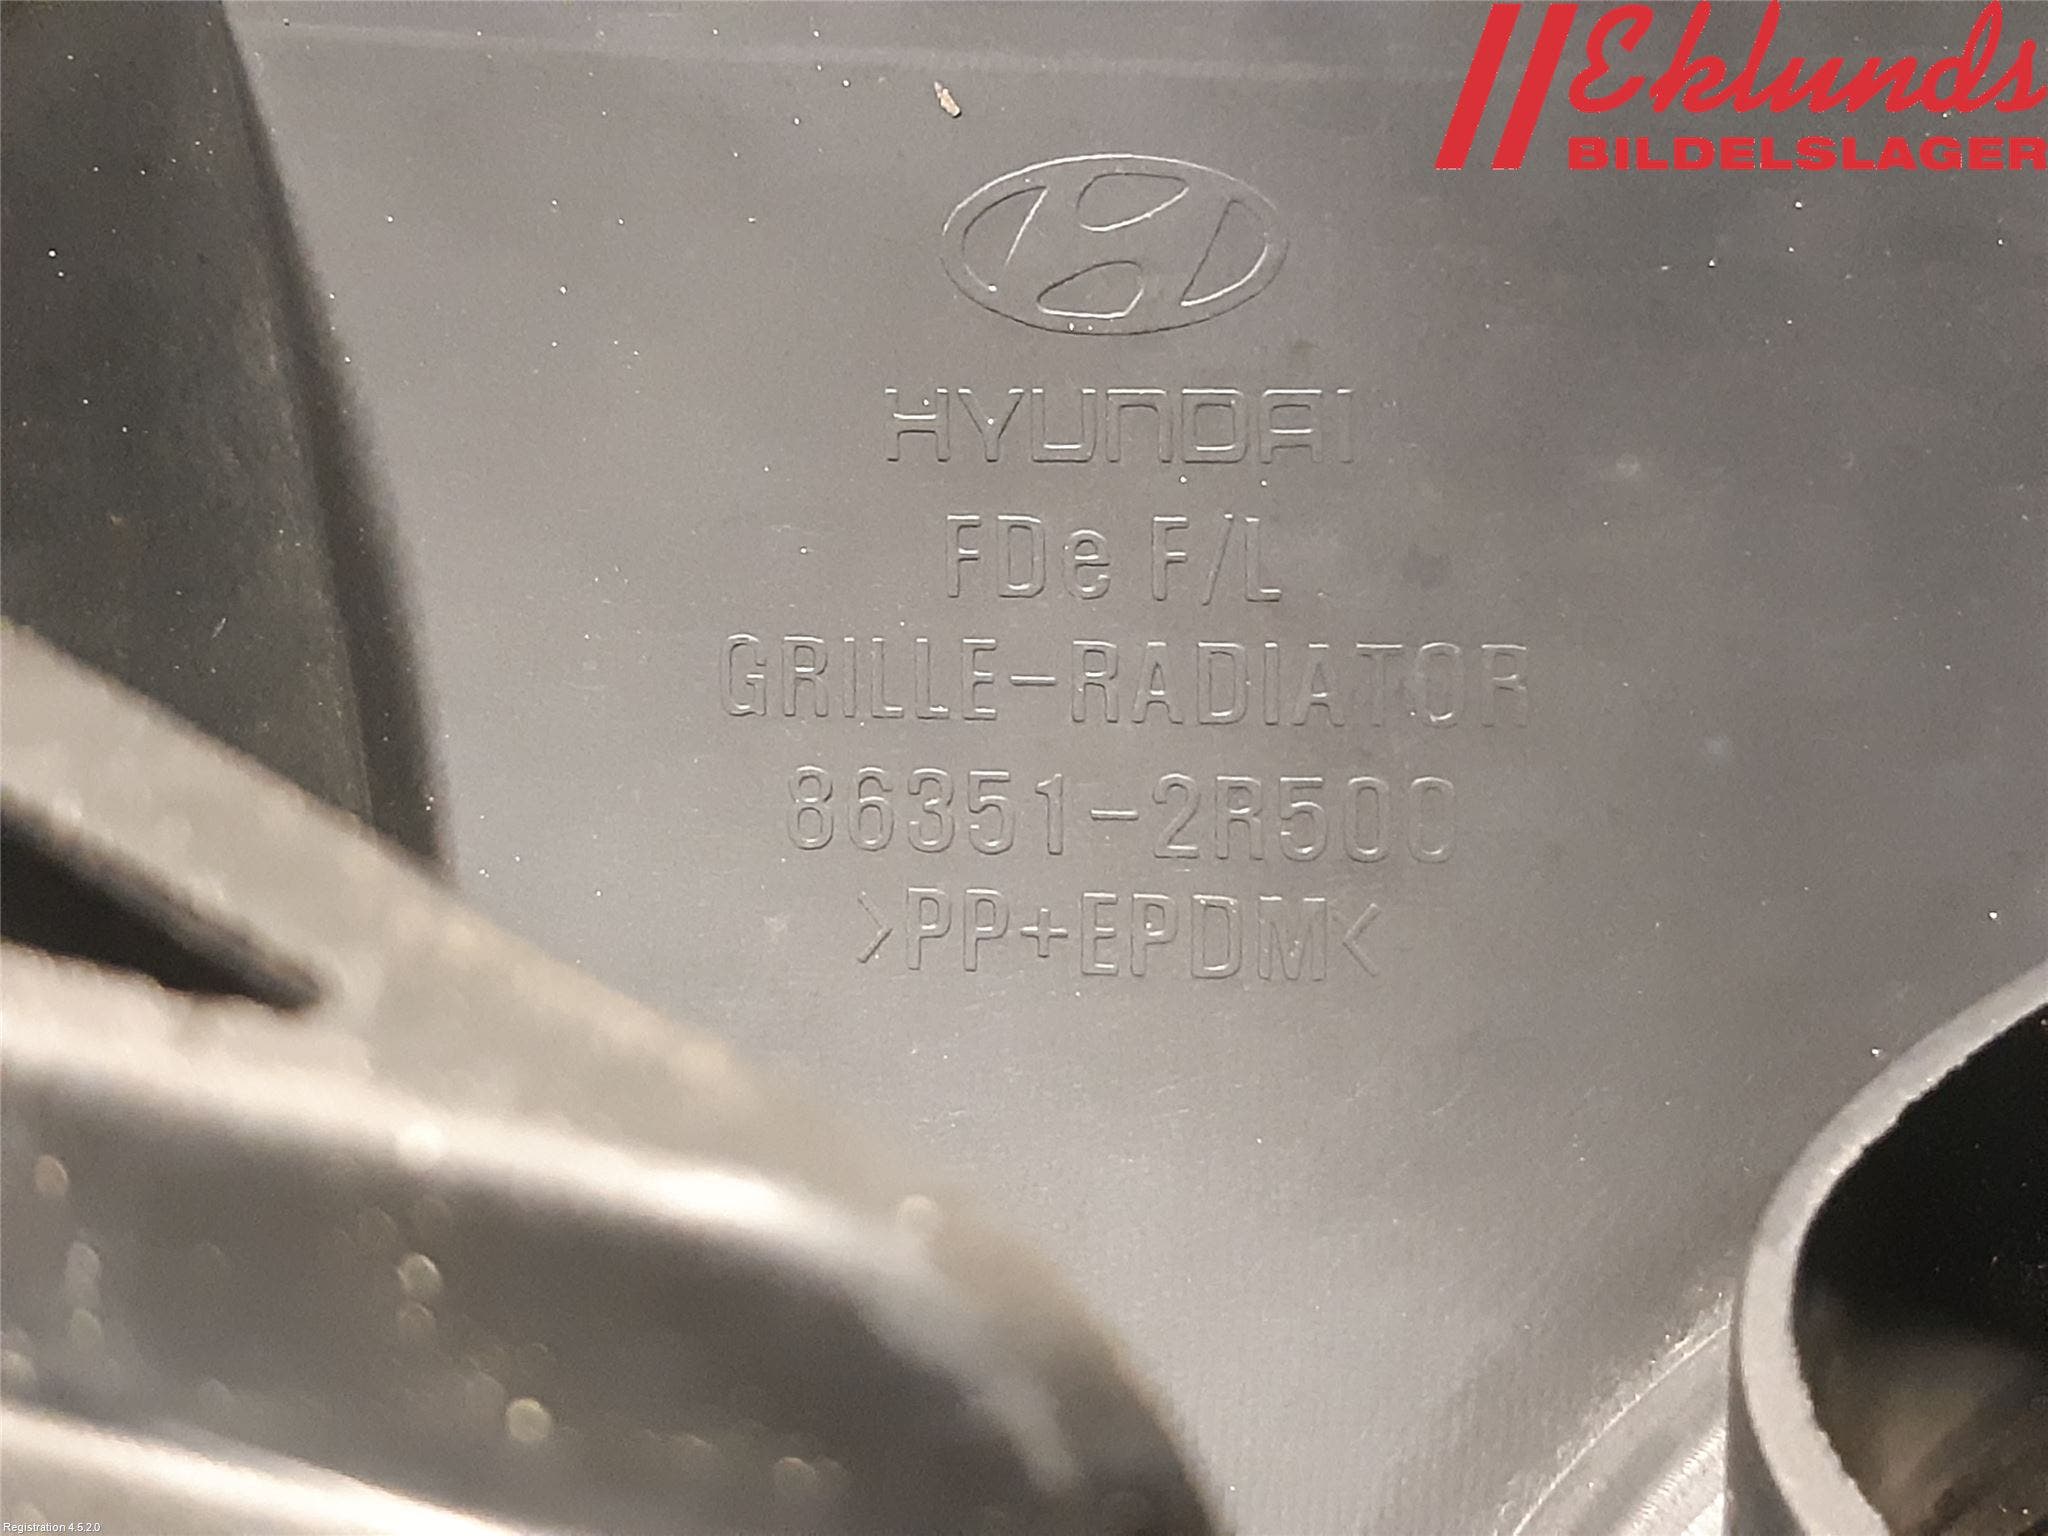 Eklunds
BILDELSLAGER
HYUNDAI
FDe F/L
GRILLE-RADIATOR
86351-2R500
>PP+EPDM<
Registration 4.5.2.0